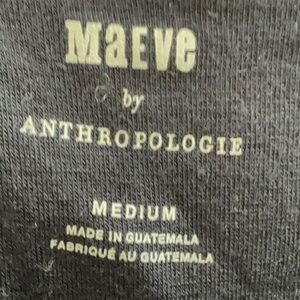 MaEVe
by
ANTHROPOLOGIE
MEDIUM
MADE IN GUATEMALA
FABRIQUÉ AU GUATEMALA